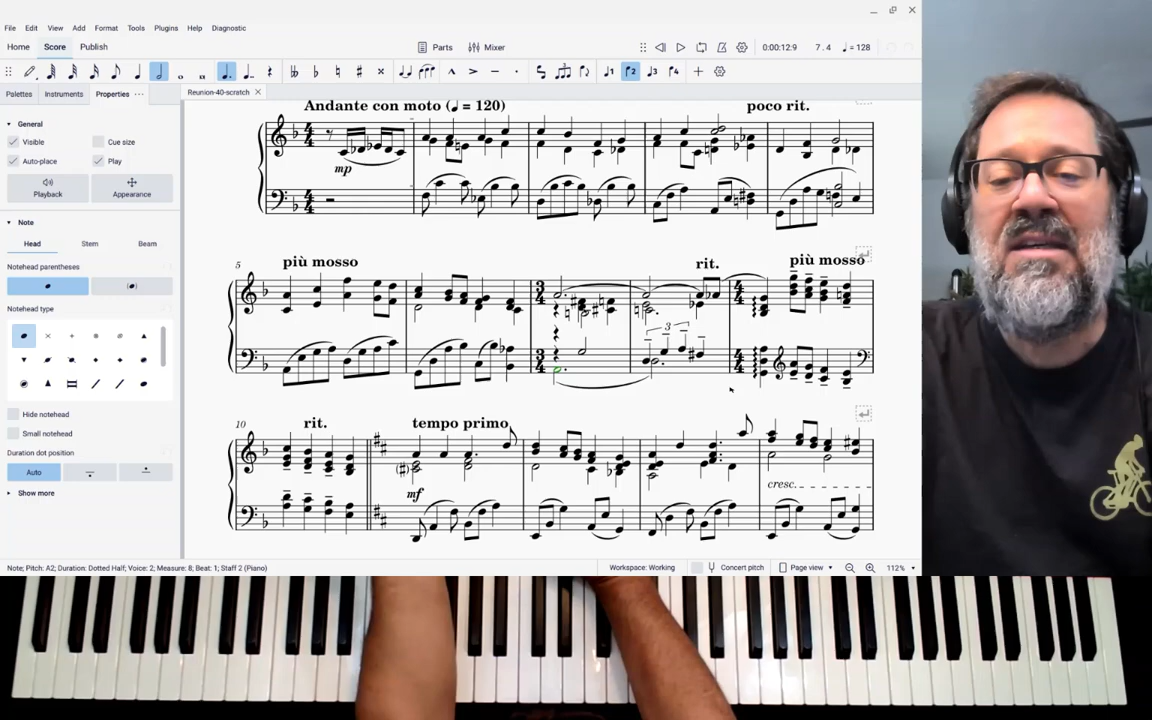 File Edit View Add Format Tools Plugins Help Diagnostic
Home Score Publish Parts Mixer 0:00:12:9 7 . 4 = 128
1 2 3 4
Palettes Instruments Properties Reunion-40-scratch
General
Visible Cue size
Auto-place Play
Playback Appearance
Note
Head Stem Beam
Notehead parentheses
Notehead type
Hide notehead
Small notehead
Duration dot position
Auto
Show more
Andante con moto ( = 120) poco rit.
mp
5 più mosso rit. più mosso
3
10 rit. tempo primo
mf cresc.
Note; Pitch: A2; Duration: Dotted Half; Voice: 2; Measure: 8; Beat: 1; Staff 2 (Piano) Workspace: Working Concert pitch Page view 112%